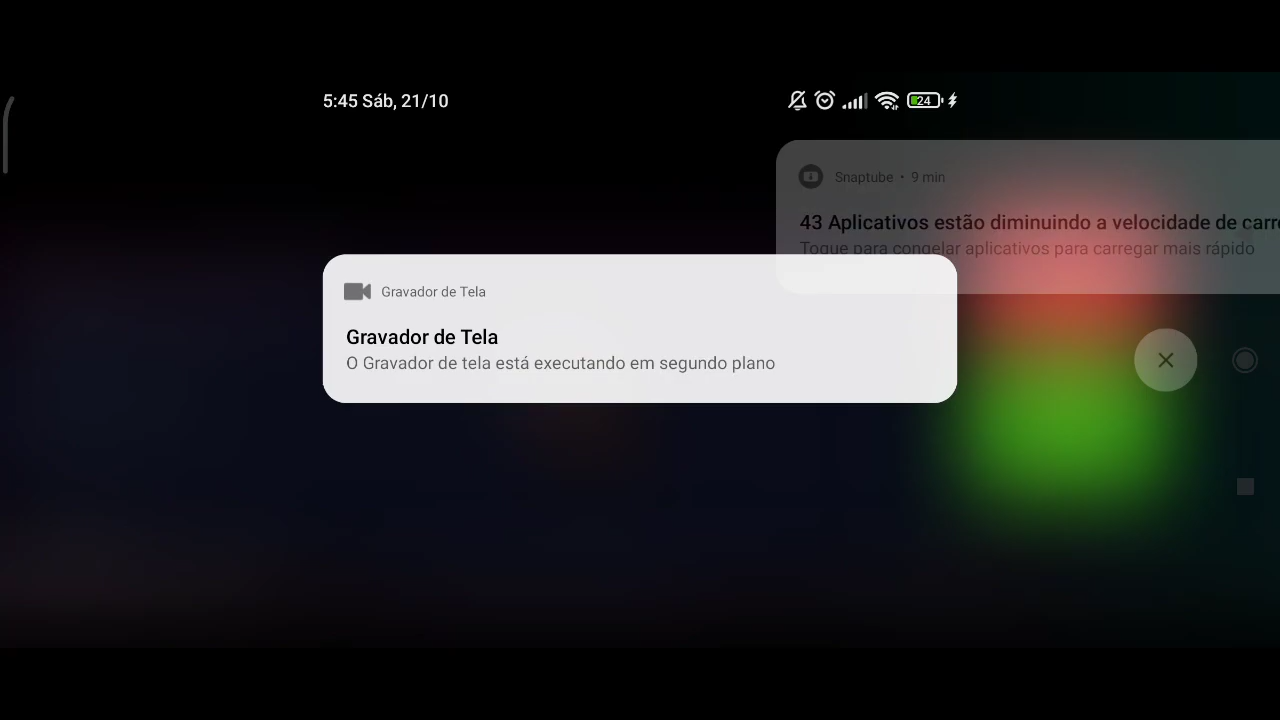 5:45 Sáb, 21/10
24
Snaptube • 9 min
43 Aplicativos estão diminuindo a velocidade de carre
Toque para congelar aplicativos para carregar mais rápido
Gravador de Tela
Gravador de Tela
O Gravador de tela está executando em segundo plano